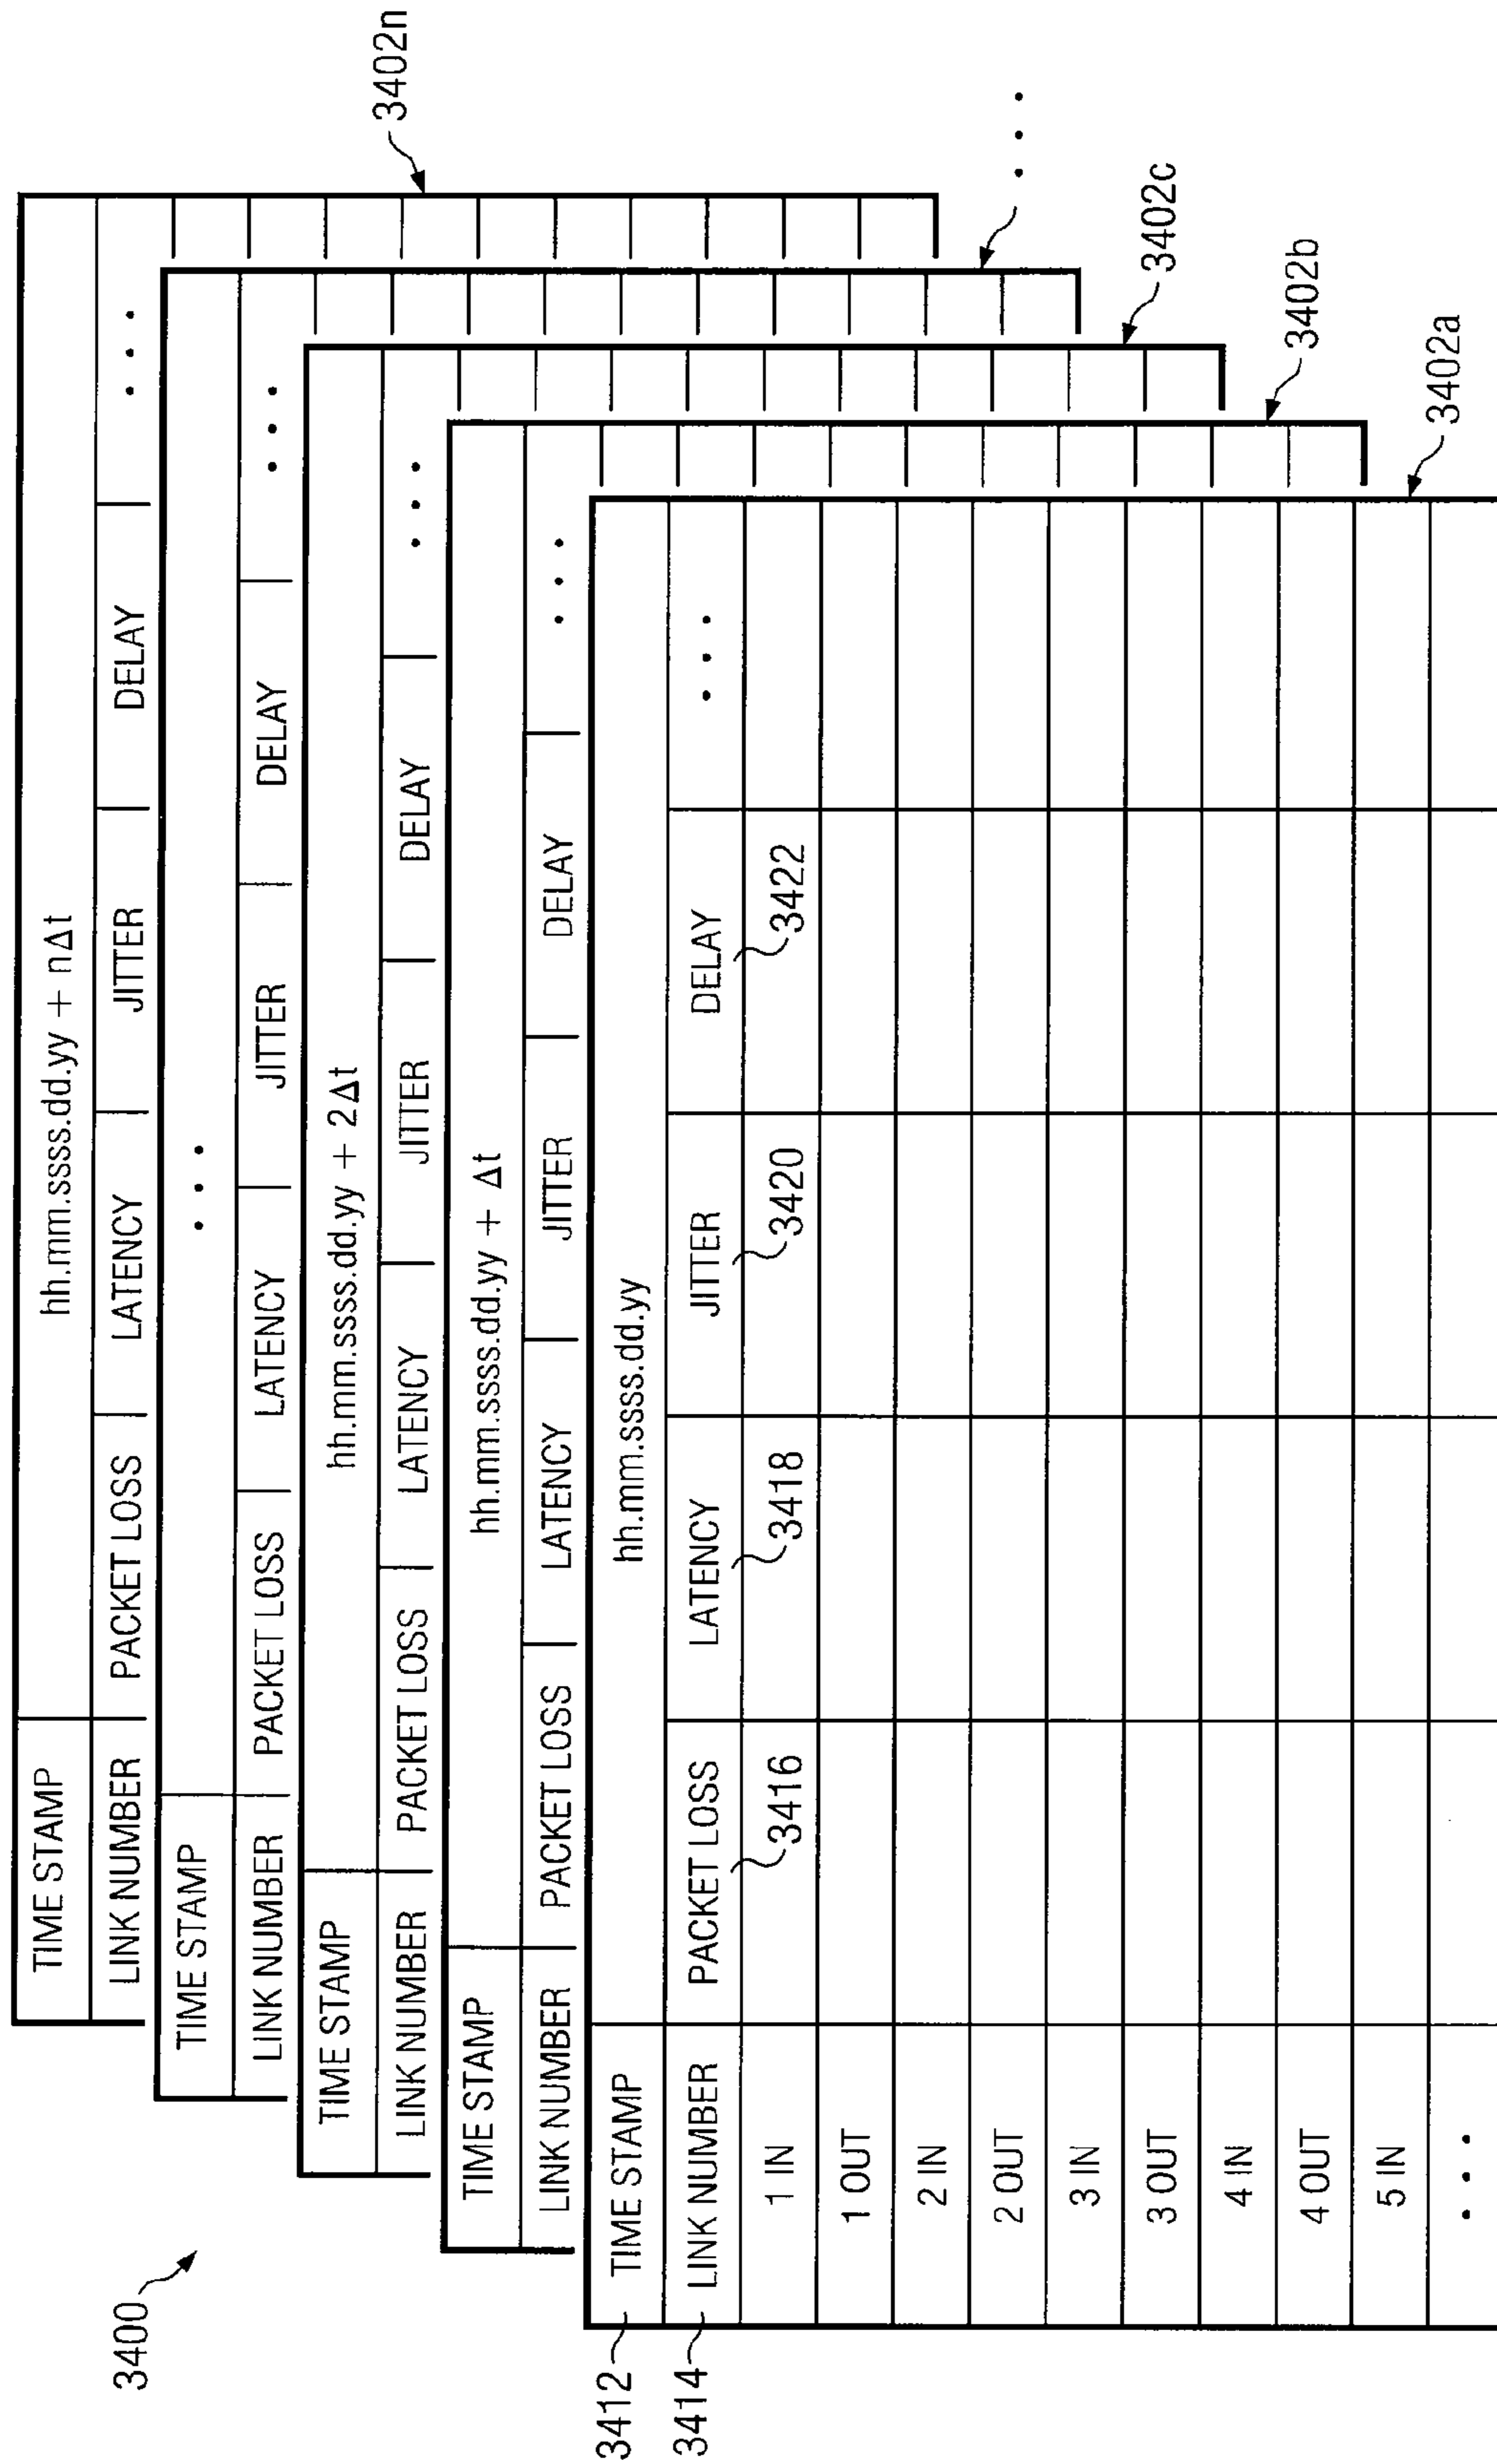 3400
TIME STAMP hh.mm.ssss.dd.yy + nΔt
LINK NUMBER PACKET LOSS LATENCY JITTER DELAY • • •
3402n
TIME STAMP • • •
LINK NUMBER PACKET LOSS LATENCY JITTER DELAY • • •
• • •
TIME STAMP hh.mm.ssss.dd.yy + 2Δt
LINK NUMBER PACKET LOSS LATENCY JITTER DELAY • • •
3402c
TIME STAMP hh.mm.ssss.dd.yy + Δt
LINK NUMBER PACKET LOSS LATENCY JITTER DELAY • • •
3402b
3412 TIME STAMP hh.mm.ssss.dd.yy
3414 LINK NUMBER PACKET LOSS LATENCY JITTER DELAY • • •
1 IN 3416 3418 3420 3422
1 OUT
2 IN
2 OUT
3 IN
3 OUT
4 IN
4 OUT
5 IN
3402a
• • •